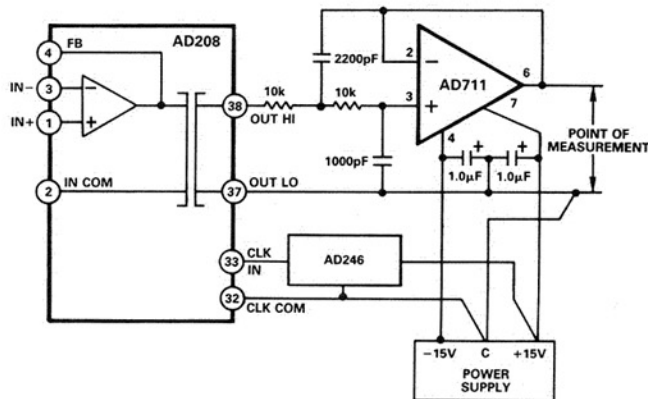 4
FB
AD208
IN−
3
IN+
1
2
IN COM
38
OUT HI
37
OUT LO
33
CLK
IN
32
CLK COM
10k
2200pF
10k
1000pF
2
−
3
+
AD711
6
7
4
+
+
1.0μF
1.0μF
POINT OF
MEASUREMENT
AD246
−15V
C
+15V
POWER
SUPPLY
−
+